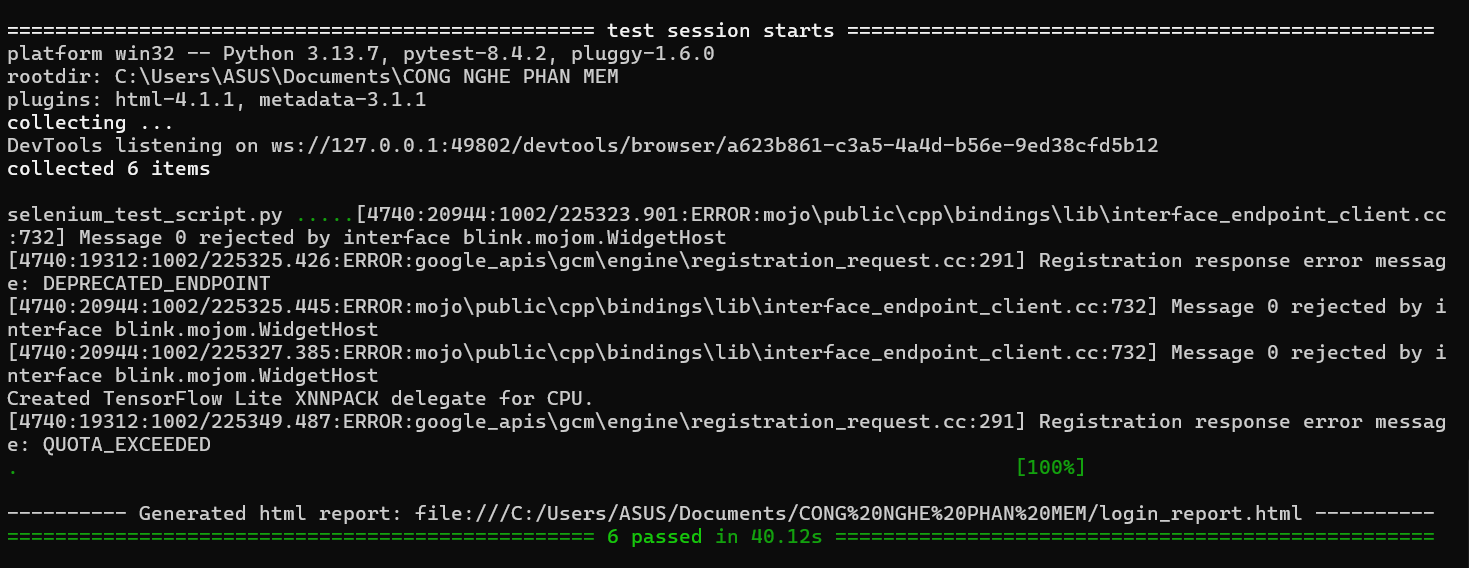 ================================================= test session starts =================================================
platform win32 -- Python 3.13.7, pytest-8.4.2, pluggy-1.6.0
rootdir: C:\Users\ASUS\Documents\CONG NGHE PHAN MEM
plugins: html-4.1.1, metadata-3.1.1
collecting ...
DevTools listening on ws://127.0.0.1:49802/devtools/browser/a623b861-c3a5-4a4d-b56e-9ed38cfd5b12
collected 6 items

selenium_test_script.py .....[4740:20944:1002/225323.901:ERROR:mojo\public\cpp\bindings\lib\interface_endpoint_client.cc
:732] Message 0 rejected by interface blink.mojom.WidgetHost
[4740:19312:1002/225325.426:ERROR:google_apis\gcm\engine\registration_request.cc:291] Registration response error messag
e: DEPRECATED_ENDPOINT
[4740:20944:1002/225325.445:ERROR:mojo\public\cpp\bindings\lib\interface_endpoint_client.cc:732] Message 0 rejected by i
nterface blink.mojom.WidgetHost
[4740:20944:1002/225327.385:ERROR:mojo\public\cpp\bindings\lib\interface_endpoint_client.cc:732] Message 0 rejected by i
nterface blink.mojom.WidgetHost
Created TensorFlow Lite XNNPACK delegate for CPU.
[4740:19312:1002/225349.487:ERROR:google_apis\gcm\engine\registration_request.cc:291] Registration response error messag
e: QUOTA_EXCEEDED
. [100%]

---------- Generated html report: file:///C:/Users/ASUS/Documents/CONG%20NGHE%20PHAN%20MEM/login_report.html ----------
================================================= 6 passed in 40.12s ==================================================